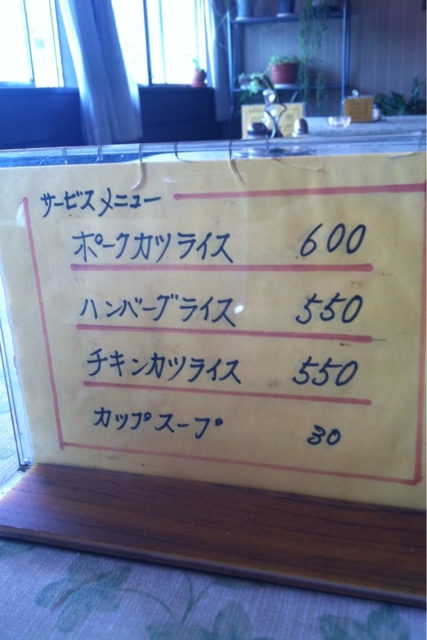 サービスメニュー
ポークカツライス 600
ハンバーグライス 550
チキンカツライス 550
カップスープ 30